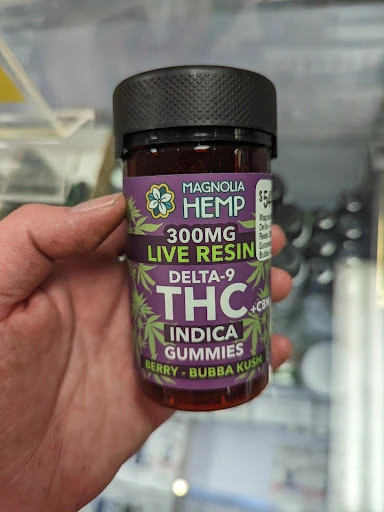 MAGNOLIA
HEMP
300MG
LIVE RESIN
DELTA-9
THC
+CBN
INDICA
GUMMIES
BERRY - BUBBA KUSH